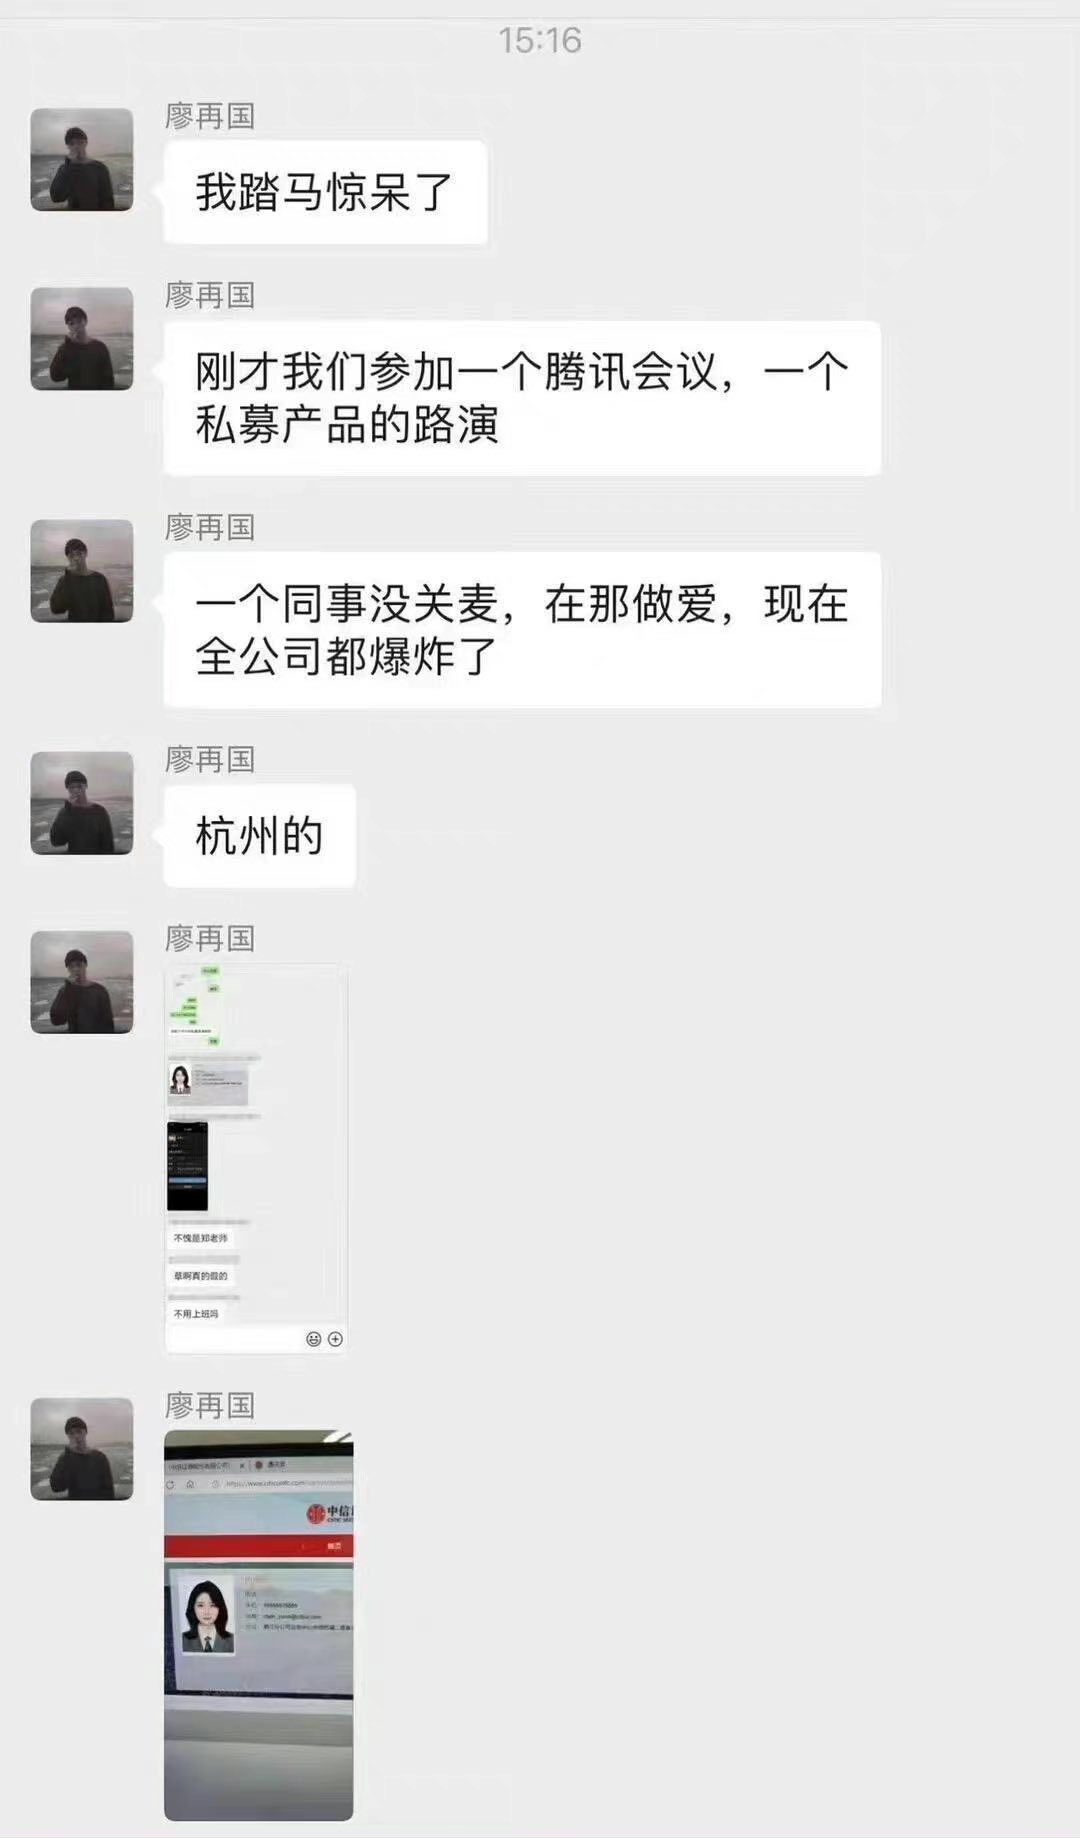 15:16
廖再国
我踏马惊呆了
廖再国
刚才我们参加一个腾讯会议，一个
私募产品的路演
廖再国
一个同事没关麦，在那做爱，现在
全公司都爆炸了
廖再国
杭州的
廖再国
不愧是郑老师
草啊真的假的
不用上班吗
廖再国
中信
首页